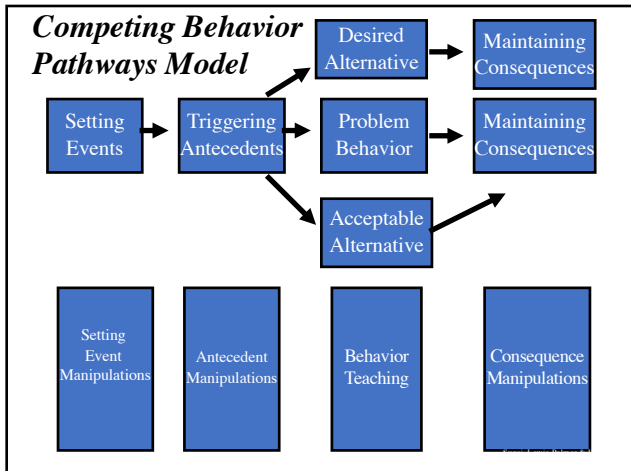 Competing Behavior
Pathways Model
Desired
Alternative
Maintaining
Consequences
Setting
Events
Triggering
Antecedents
Problem
Behavior
Maintaining
Consequences
Acceptable
Alternative
Setting
Event
Manipulations
Antecedent
Manipulations
Behavior
Teaching
Consequence
Manipulations